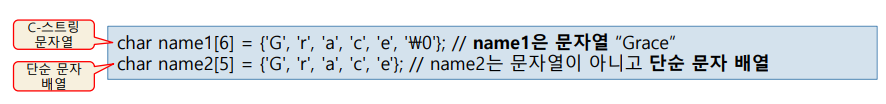 C-스트링
문자열
char name1[6] = {'G', 'r', 'a', 'c', 'e', '₩0'}; // name1은 문자열 "Grace"
단순 문자
배열
char name2[5] = {'G', 'r', 'a', 'c', 'e'}; // name2는 문자열이 아니고 단순 문자 배열